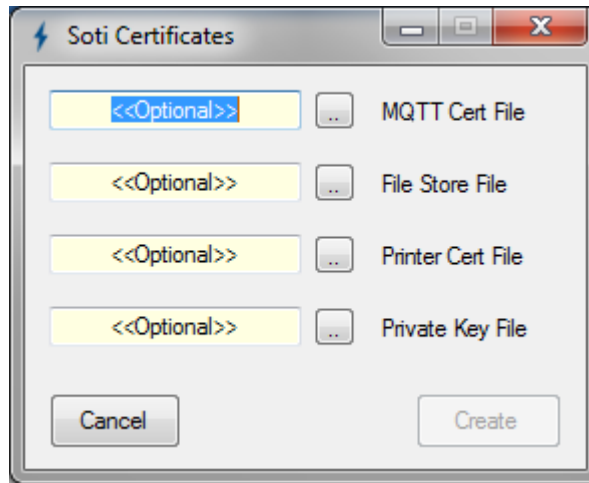 Soti Certificates
<<Optional>> .. MQTT Cert File
<<Optional>> .. File Store File
<<Optional>> .. Printer Cert File
<<Optional>> .. Private Key File
Cancel Create